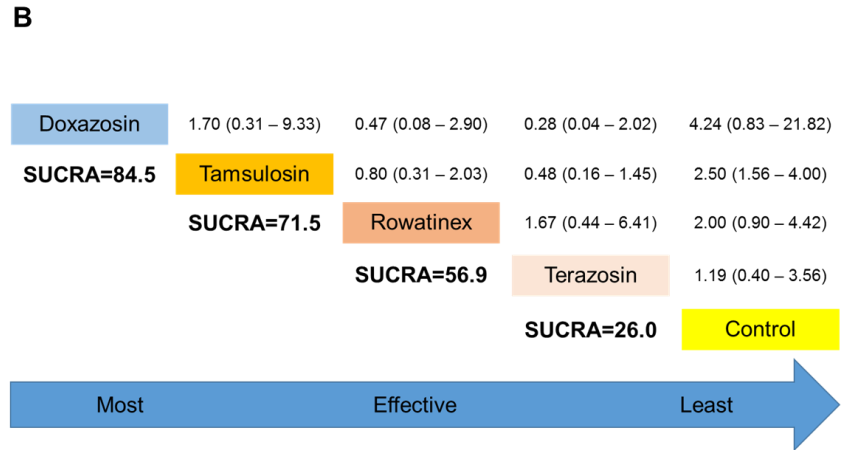 B
Doxazosin 1.70 (0.31 – 9.33) 0.47 (0.08 – 2.90) 0.28 (0.04 – 2.02) 4.24 (0.83 – 21.82)
SUCRA=84.5 Tamsulosin 0.80 (0.31 – 2.03) 0.48 (0.16 – 1.45) 2.50 (1.56 – 4.00)
SUCRA=71.5 Rowatinex 1.67 (0.44 – 6.41) 2.00 (0.90 – 4.42)
SUCRA=56.9 Terazosin 1.19 (0.40 – 3.56)
SUCRA=26.0 Control
Most Effective Least